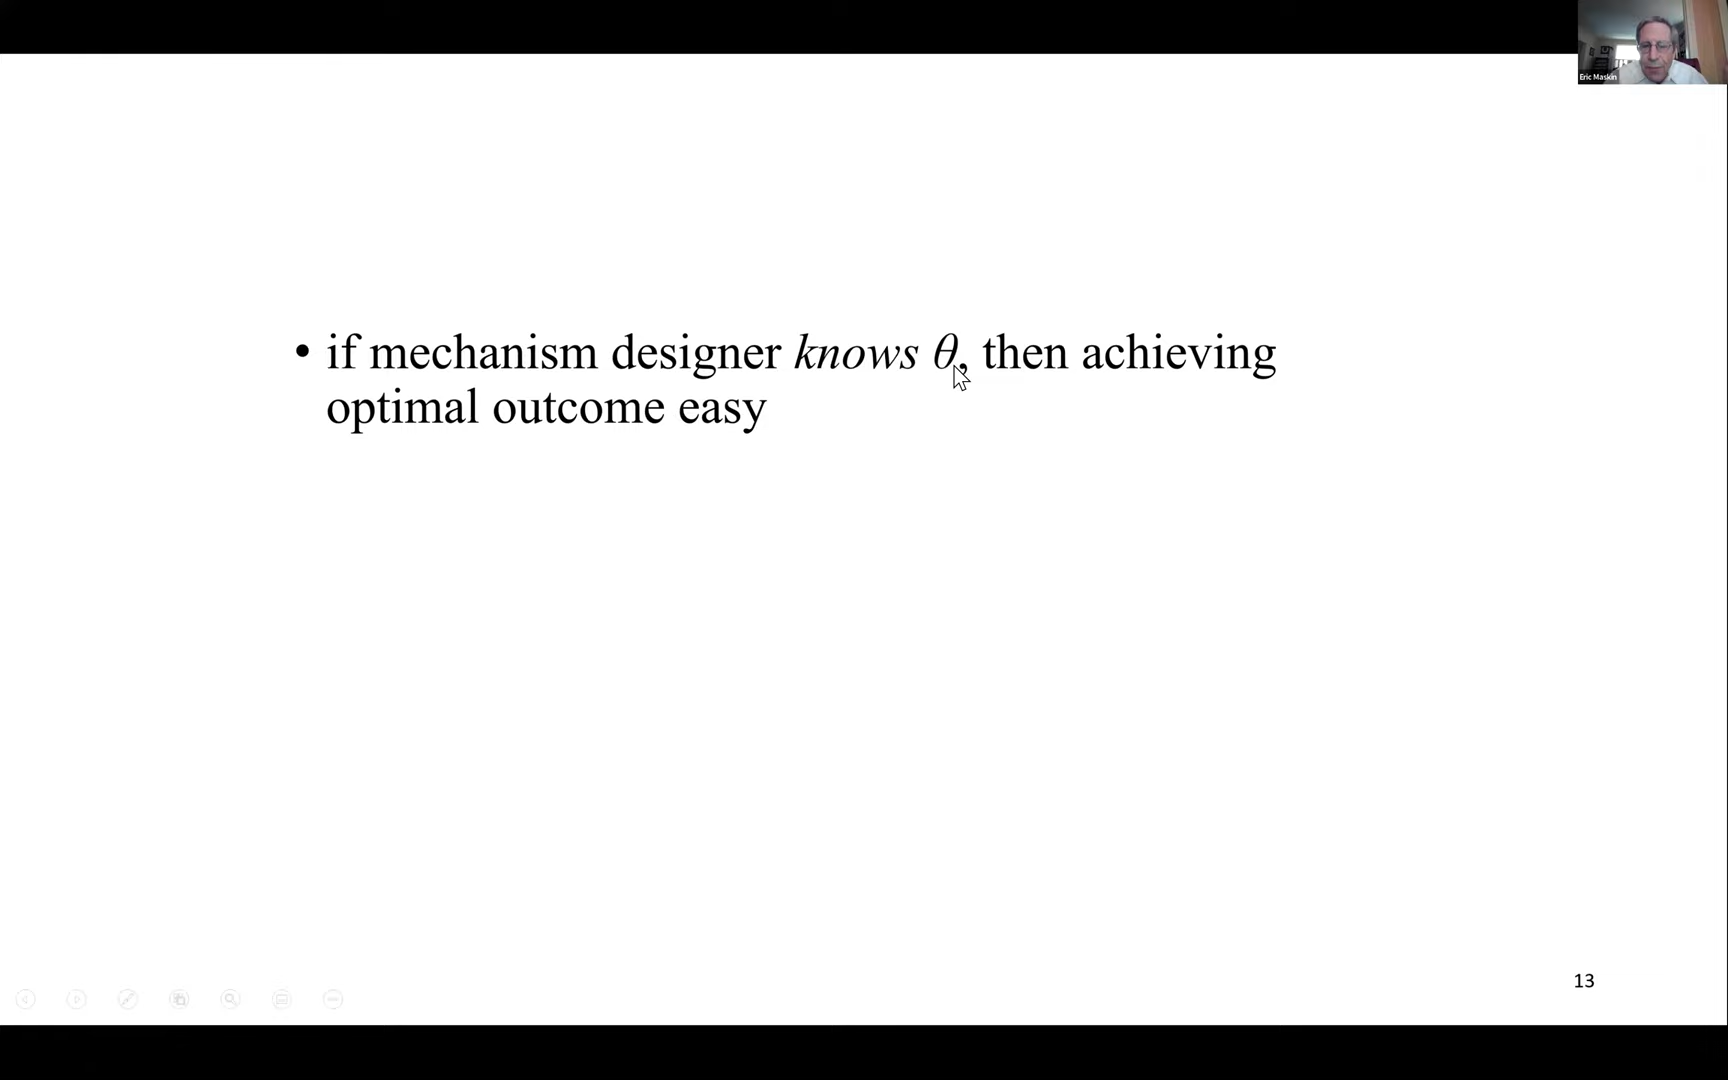 Eric Maskin
• if mechanism designer knows θ, then achieving
optimal outcome easy
13